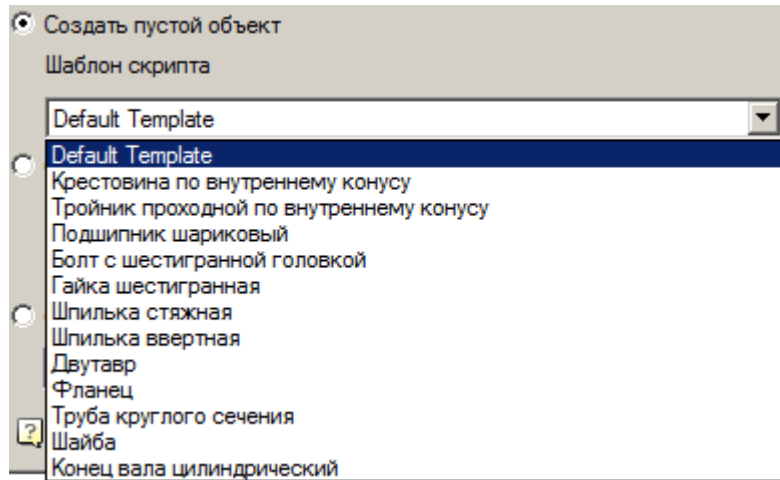 Создать пустой объект
Шаблон скрипта
Default Template
Default Template
Крестовина по внутреннему конусу
Тройник проходной по внутреннему конусу
Подшипник шариковый
Болт с шестигранной головкой
Гайка шестигранная
Шпилька стяжная
Шпилька ввертная
Двутавр
Фланец
Труба круглого сечения
Шайба
Конец вала цилиндрический